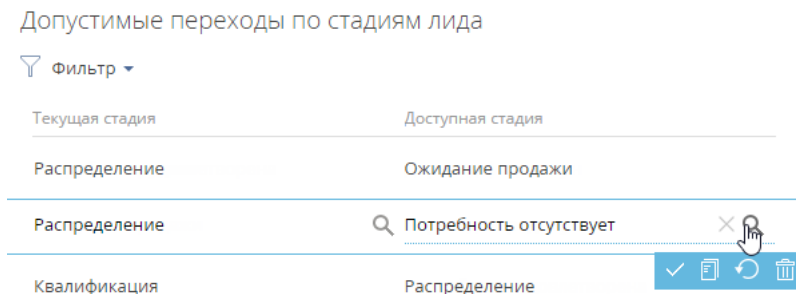 Допустимые переходы по стадиям лида
Фильтр
Текущая стадия Доступная стадия
Распределение Ожидание продажи
Распределение Потребность отсутствует
Квалификация Распределение